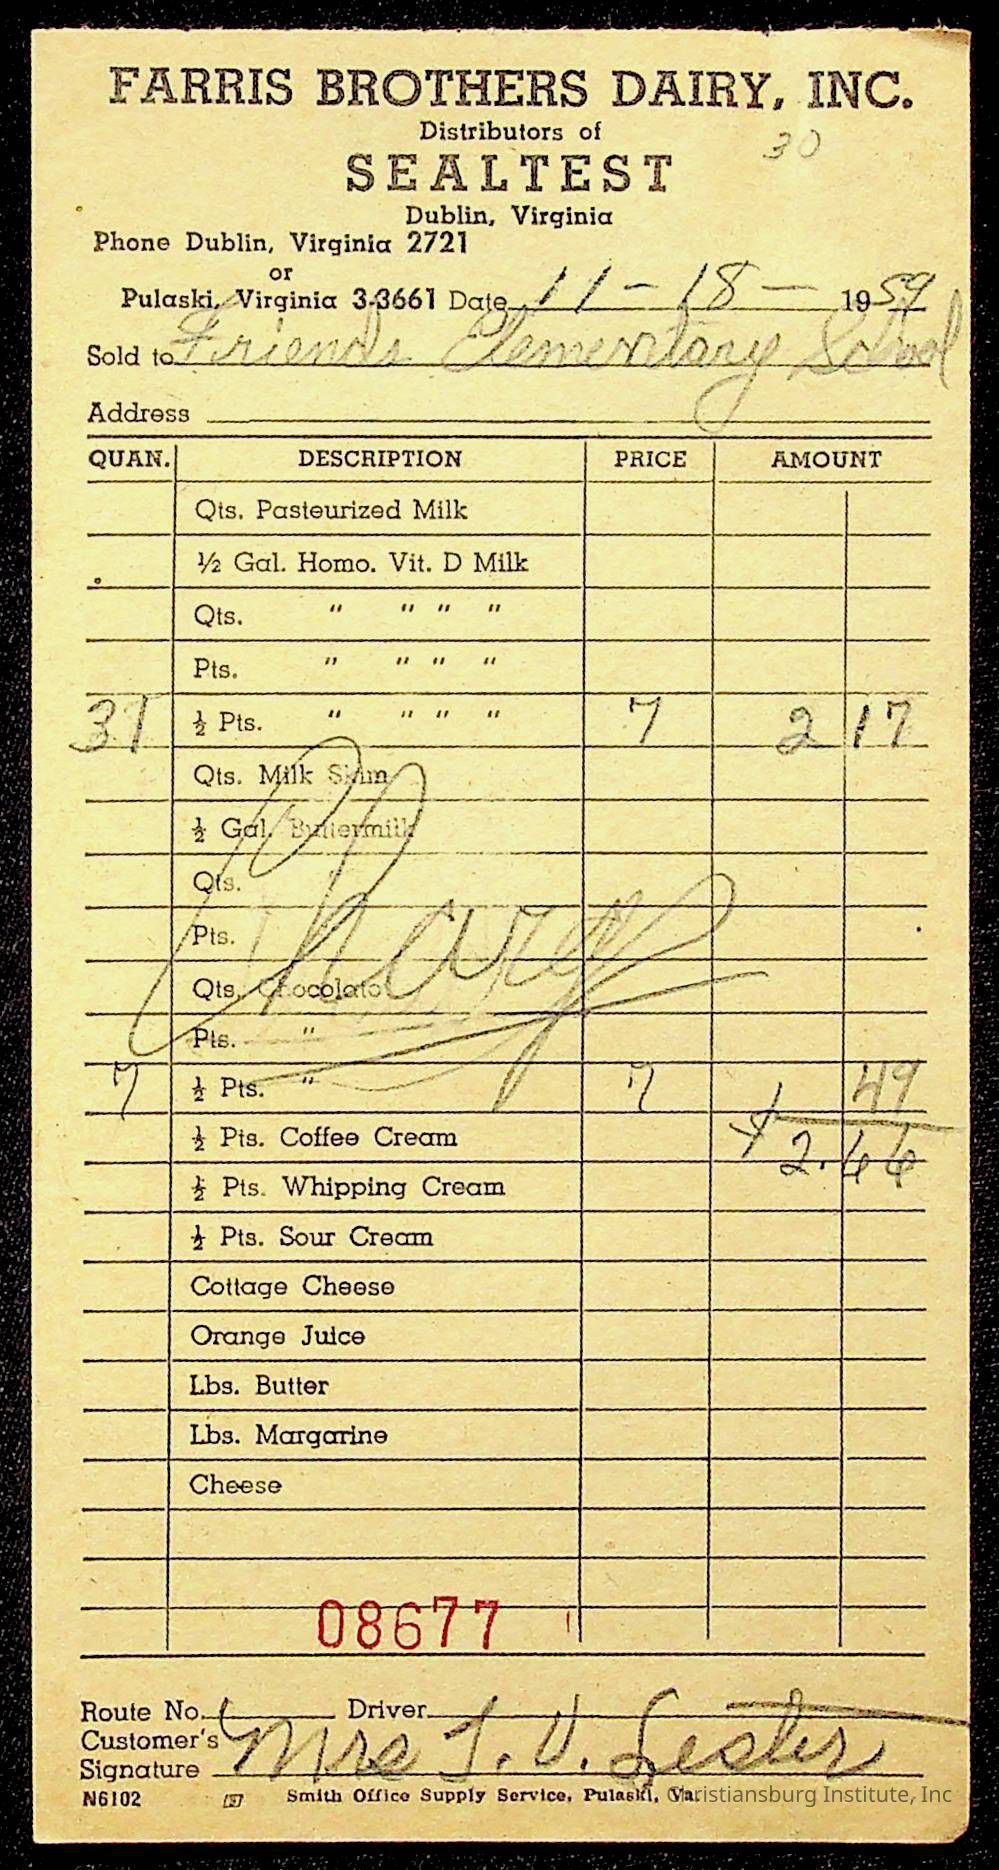 FARRIS BROTHERS DAIRY, INC.
Distributors of
30
SEALTEST
Dublin, Virginia
Phone Dublin, Virginia 2721
or
Pulaski, Virginia 3-3661 Date 11-18- 1959
Sold to Friends Elementary School
Address
QUAN. DESCRIPTION PRICE AMOUNT
Qts. Pasteurized Milk
½ Gal. Homo. Vit. D Milk
Qts. " " " "
Pts. " " " "
31 ½ Pts. " " " " 7 2 17
Qts. Milk Skim
½ Gal. Buttermilk
Qts. "
Pts.
Charge
Qts. Chocolate
Pts. "
7 ½ Pts. " 7 49
½ Pts. Coffee Cream $2.66
½ Pts. Whipping Cream
½ Pts. Sour Cream
Cottage Cheese
Orange Juice
Lbs. Butter
Lbs. Margarine
Cheese
08677
Route No. Driver
Customer's
Signature Mrs T. V. Lester
N6102 Smith Office Supply Service, Pulaski, Va.
Christiansburg Institute, Inc